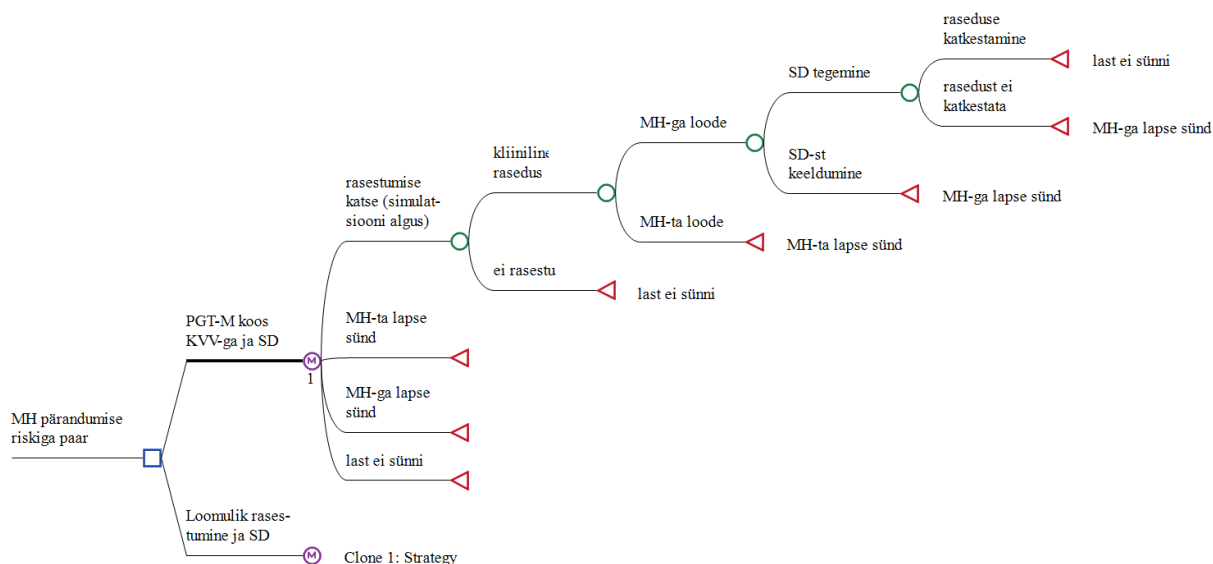 raseduse
katkestamine
last ei sünni
SD tegemine
rasedust ei
katkestata
MH-ga lapse sünd
MH-ga loode
kliiniline
rasedus
SD-st
keeldumine
MH-ga lapse sünd
rasestumise
katse (simulat-
siooni algus)
MH-ta loode
MH-ta lapse sünd
ei rasestu
last ei sünni
PGT-M koos
KVV-ga ja SD
MH-ta lapse
sünd
M
1
MH-ga lapse
sünd
MH pärandumise
riskiga paar
last ei sünni
Loomulik rases-
tumine ja SD
M
Clone 1: Strategy